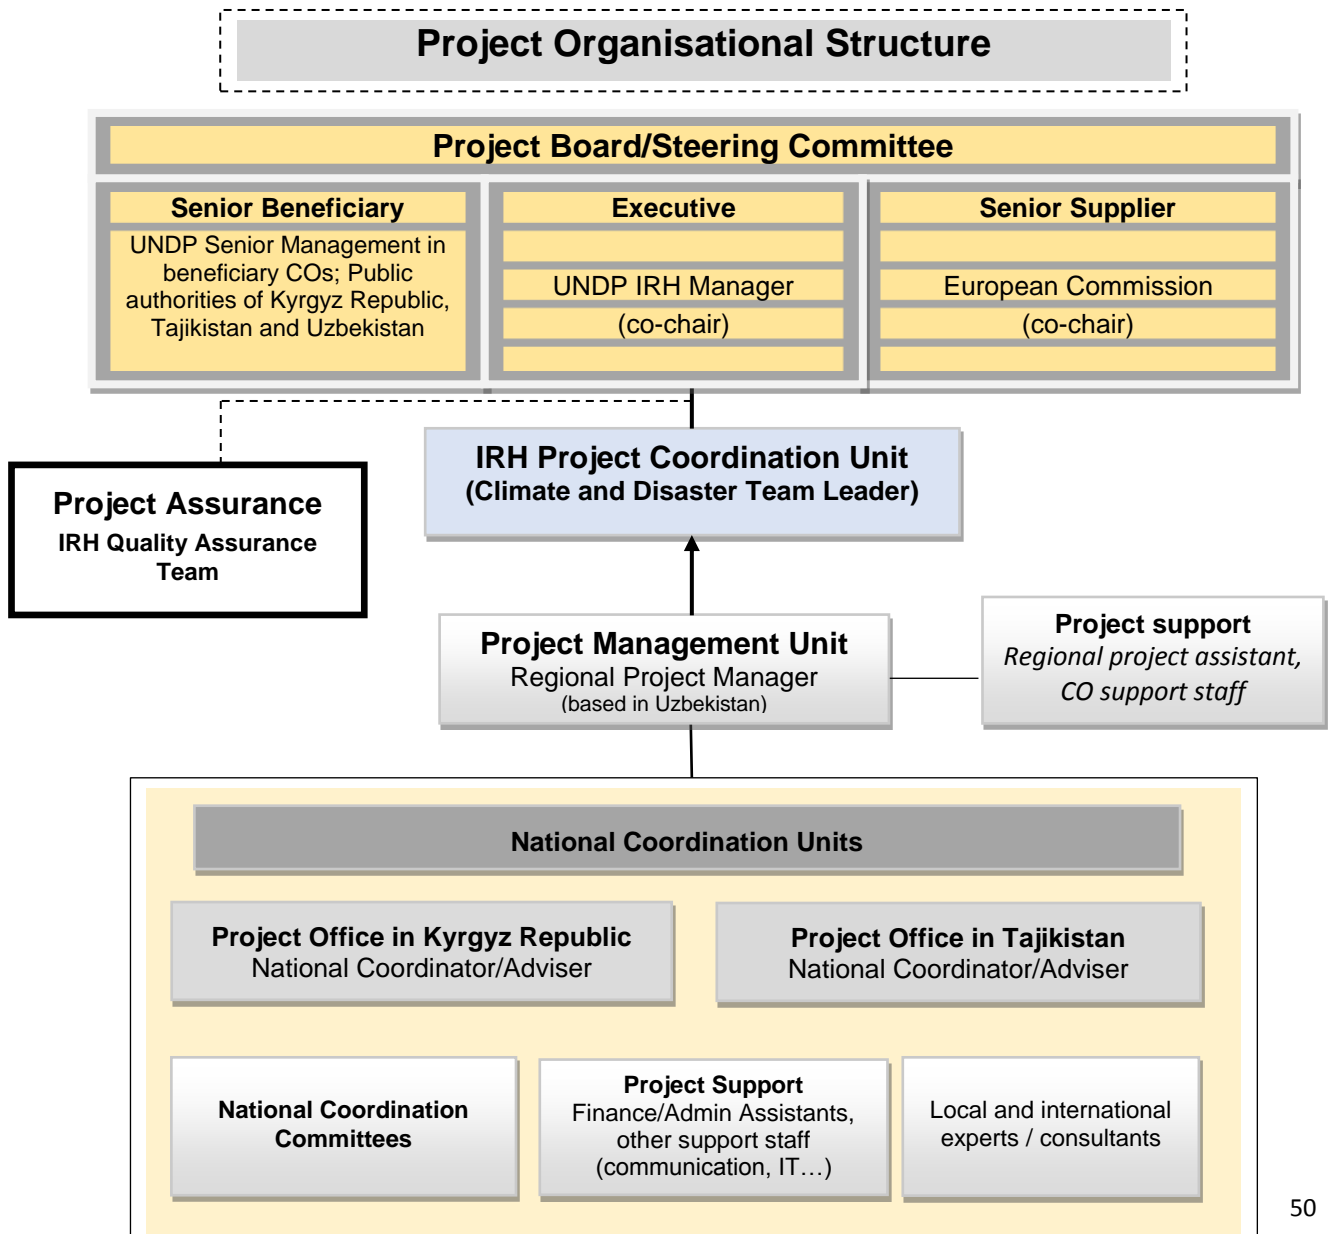 Project Organisational Structure
Project Board/Steering Committee
Senior Beneficiary
UNDP Senior Management in
beneficiary COs; Public
authorities of Kyrgyz Republic,
Tajikistan and Uzbekistan
Executive
UNDP IRH Manager
(co-chair)
Senior Supplier
European Commission
(co-chair)
IRH Project Coordination Unit
(Climate and Disaster Team Leader)
Project Assurance
IRH Quality Assurance
Team
Project Management Unit
Regional Project Manager
(based in Uzbekistan)
Project support
Regional project assistant,
CO support staff
National Coordination Units
Project Office in Kyrgyz Republic
National Coordinator/Adviser
Project Office in Tajikistan
National Coordinator/Adviser
National Coordination
Committees
Project Support
Finance/Admin Assistants,
other support staff
(communication, IT…)
Local and international
experts / consultants
50